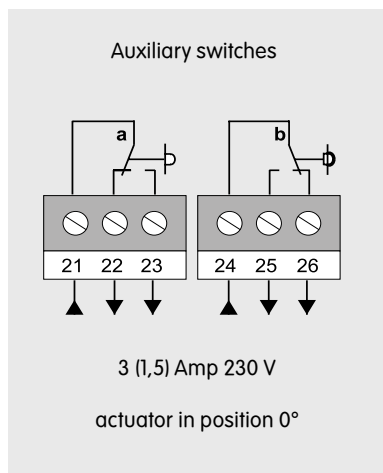 Auxiliary switches
a b
21 22 23 24 25 26
3 (1,5) Amp 230 V
actuator in position 0°